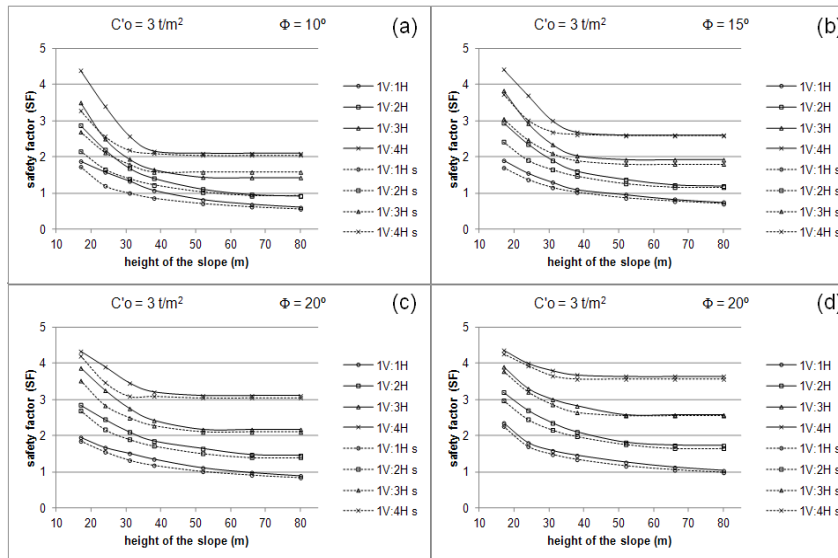 C'o = 3 t/m² Φ = 10º (a)
safety factor (SF)
5
4
3
2
1
0
10 20 30 40 50 60 70 80
height of the slope (m)
1V:1H
1V:2H
1V:3H
1V:4H
1V:1H s
1V:2H s
1V:3H s
1V:4H s
C'o = 3 t/m² Φ = 15º (b)
safety factor (SF)
5
4
3
2
1
0
10 20 30 40 50 60 70 80
height of the slope (m)
1V:1H
1V:2H
1V:3H
1V:4H
1V:1H s
1V:2H s
1V:3H s
1V:4H s
C'o = 3 t/m² Φ = 20º (c)
safety factor (SF)
5
4
3
2
1
0
10 20 30 40 50 60 70 80
height of the slope (m)
1V:1H
1V:2H
1V:3H
1V:4H
1V:1H s
1V:2H s
1V:3H s
1V:4H s
C'o = 3 t/m² Φ = 20º (d)
safety factor (SF)
5
4
3
2
1
0
10 20 30 40 50 60 70 80
height of the slope (m)
1V:1H
1V:2H
1V:3H
1V:4H
1V:1H s
1V:2H s
1V:3H s
1V:4H s